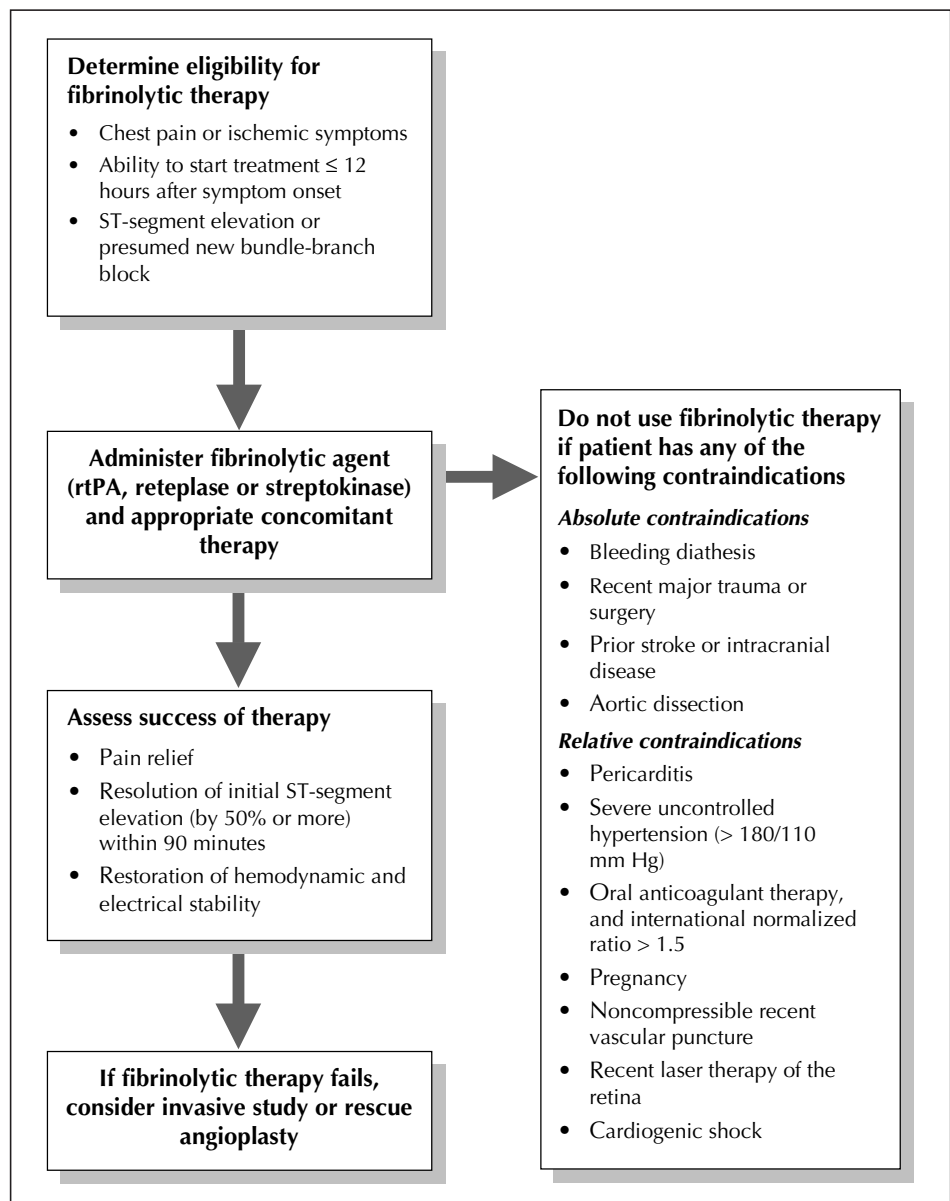 Determine eligibility for
fibrinolytic therapy
• Chest pain or ischemic symptoms
• Ability to start treatment ≤ 12
hours after symptom onset
• ST-segment elevation or
presumed new bundle-branch
block
Administer fibrinolytic agent
(rtPA, reteplase or streptokinase)
and appropriate concomitant
therapy
Assess success of therapy
• Pain relief
• Resolution of initial ST-segment
elevation (by 50% or more)
within 90 minutes
• Restoration of hemodynamic and
electrical stability
If fibrinolytic therapy fails,
consider invasive study or rescue
angioplasty
Do not use fibrinolytic therapy
if patient has any of the
following contraindications
Absolute contraindications
• Bleeding diathesis
• Recent major trauma or
surgery
• Prior stroke or intracranial
disease
• Aortic dissection
Relative contraindications
• Pericarditis
• Severe uncontrolled
hypertension (> 180/110
mm Hg)
• Oral anticoagulant therapy,
and international normalized
ratio > 1.5
• Pregnancy
• Noncompressible recent
vascular puncture
• Recent laser therapy of the
retina
• Cardiogenic shock